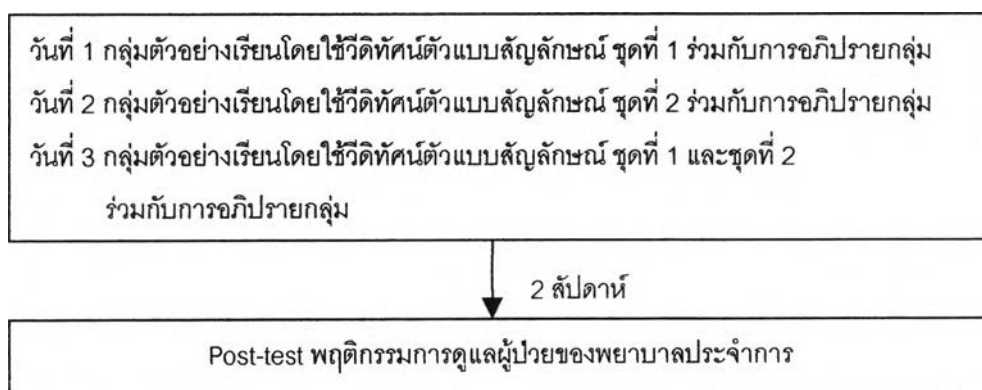 วันที่ 1 กลุ่มตัวอย่างเรียนโดยใช้วีดิทัศน์ตัวแบบสัญลักษณ์ ชุดที่ 1 ร่วมกับการอภิปรายกลุ่ม
วันที่ 2 กลุ่มตัวอย่างเรียนโดยใช้วีดิทัศน์ตัวแบบสัญลักษณ์ ชุดที่ 2 ร่วมกับการอภิปรายกลุ่ม
วันที่ 3 กลุ่มตัวอย่างเรียนโดยใช้วีดิทัศน์ตัวแบบสัญลักษณ์ ชุดที่ 1 และชุดที่ 2
ร่วมกับการอภิปรายกลุ่ม
2 สัปดาห์
Post-test พฤติกรรมการดูแลผู้ป่วยของพยาบาลประจำการ